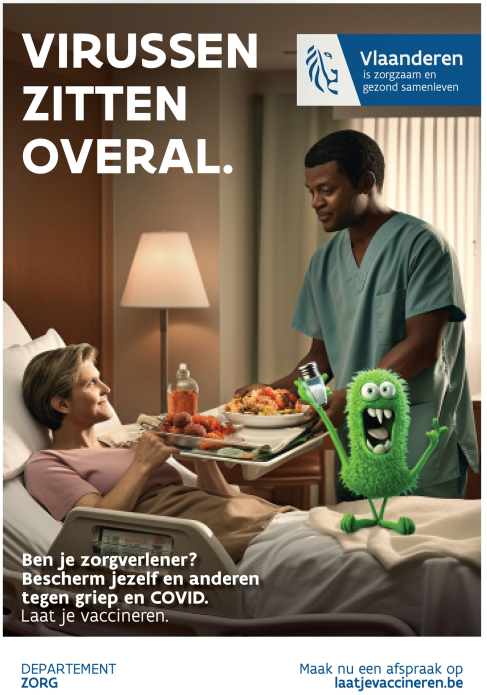 VIRUSSEN
ZITTEN
OVERAL.
Vlaanderen
is zorgzaam en
gezond samenleven
Ben je zorgverlener?
Bescherm jezelf en anderen
tegen griep en COVID.
Laat je vaccineren.
DEPARTEMENT
ZORG
Maak nu een afspraak op
laatjevaccineren.be